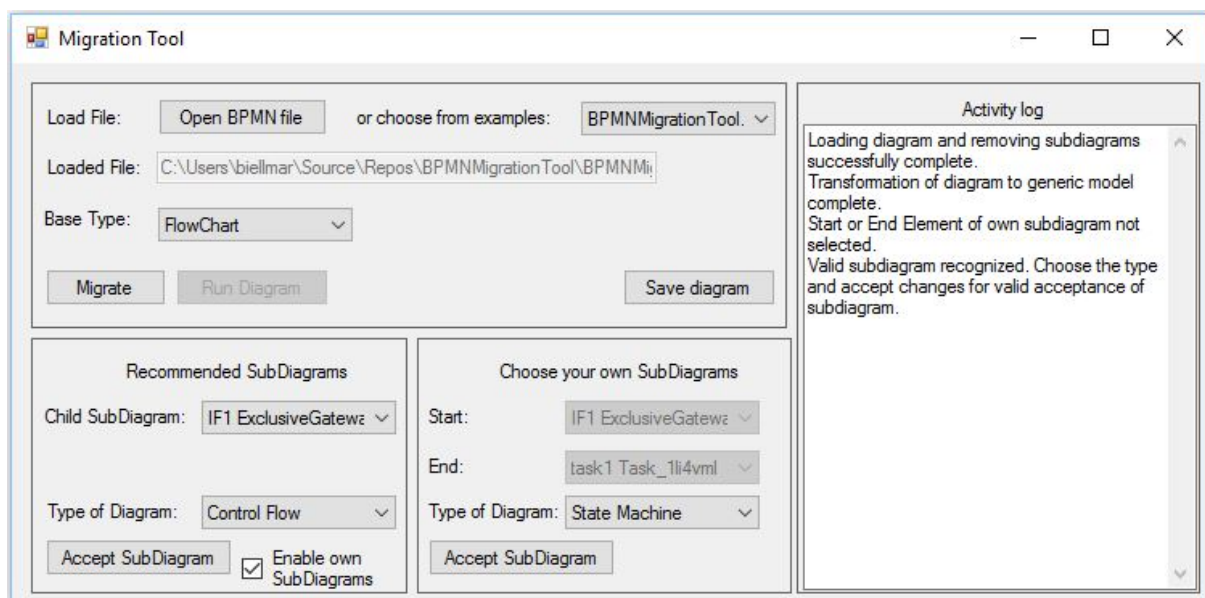 Migration Tool
Load File: Open BPMN file or choose from examples: BPMNMigrationTool.
Loaded File: C:\Users\biellmar\Source\Repos\BPMNMigrationTool\BPMNMi
Base Type: FlowChart
Migrate Run Diagram Save diagram
Recommended SubDiagrams
Child SubDiagram: IF1 ExclusiveGatewa
Type of Diagram: Control Flow
Accept SubDiagram Enable own
SubDiagrams
Choose your own SubDiagrams
Start: IF1 ExclusiveGatewa
End: task1 Task_1li4vml
Type of Diagram: State Machine
Accept SubDiagram
Activity log
Loading diagram and removing subdiagrams
successfully complete.
Transformation of diagram to generic model
complete.
Start or End Element of own subdiagram not
selected.
Valid subdiagram recognized. Choose the type
and accept changes for valid acceptance of
subdiagram.